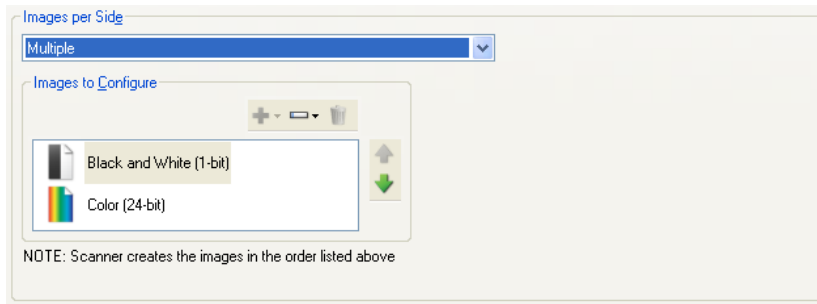 Images per Side
Multiple
Images to Configure
Black and White (1-bit)
Color (24-bit)
NOTE: Scanner creates the images in the order listed above